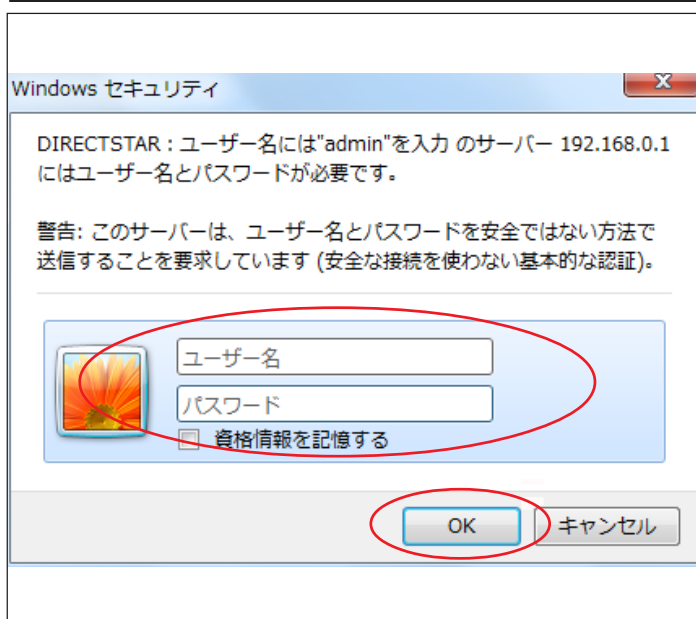 Windows セキュリティ
DIRECTSTAR : ユーザー名には"admin"を入力 のサーバー 192.168.0.1
にはユーザー名とパスワードが必要です。
警告: このサーバーは、ユーザー名とパスワードを安全ではない方法で
送信することを要求しています (安全な接続を使わない基本的な認証)。
ユーザー名
パスワード
資格情報を記憶する
OK
キャンセル